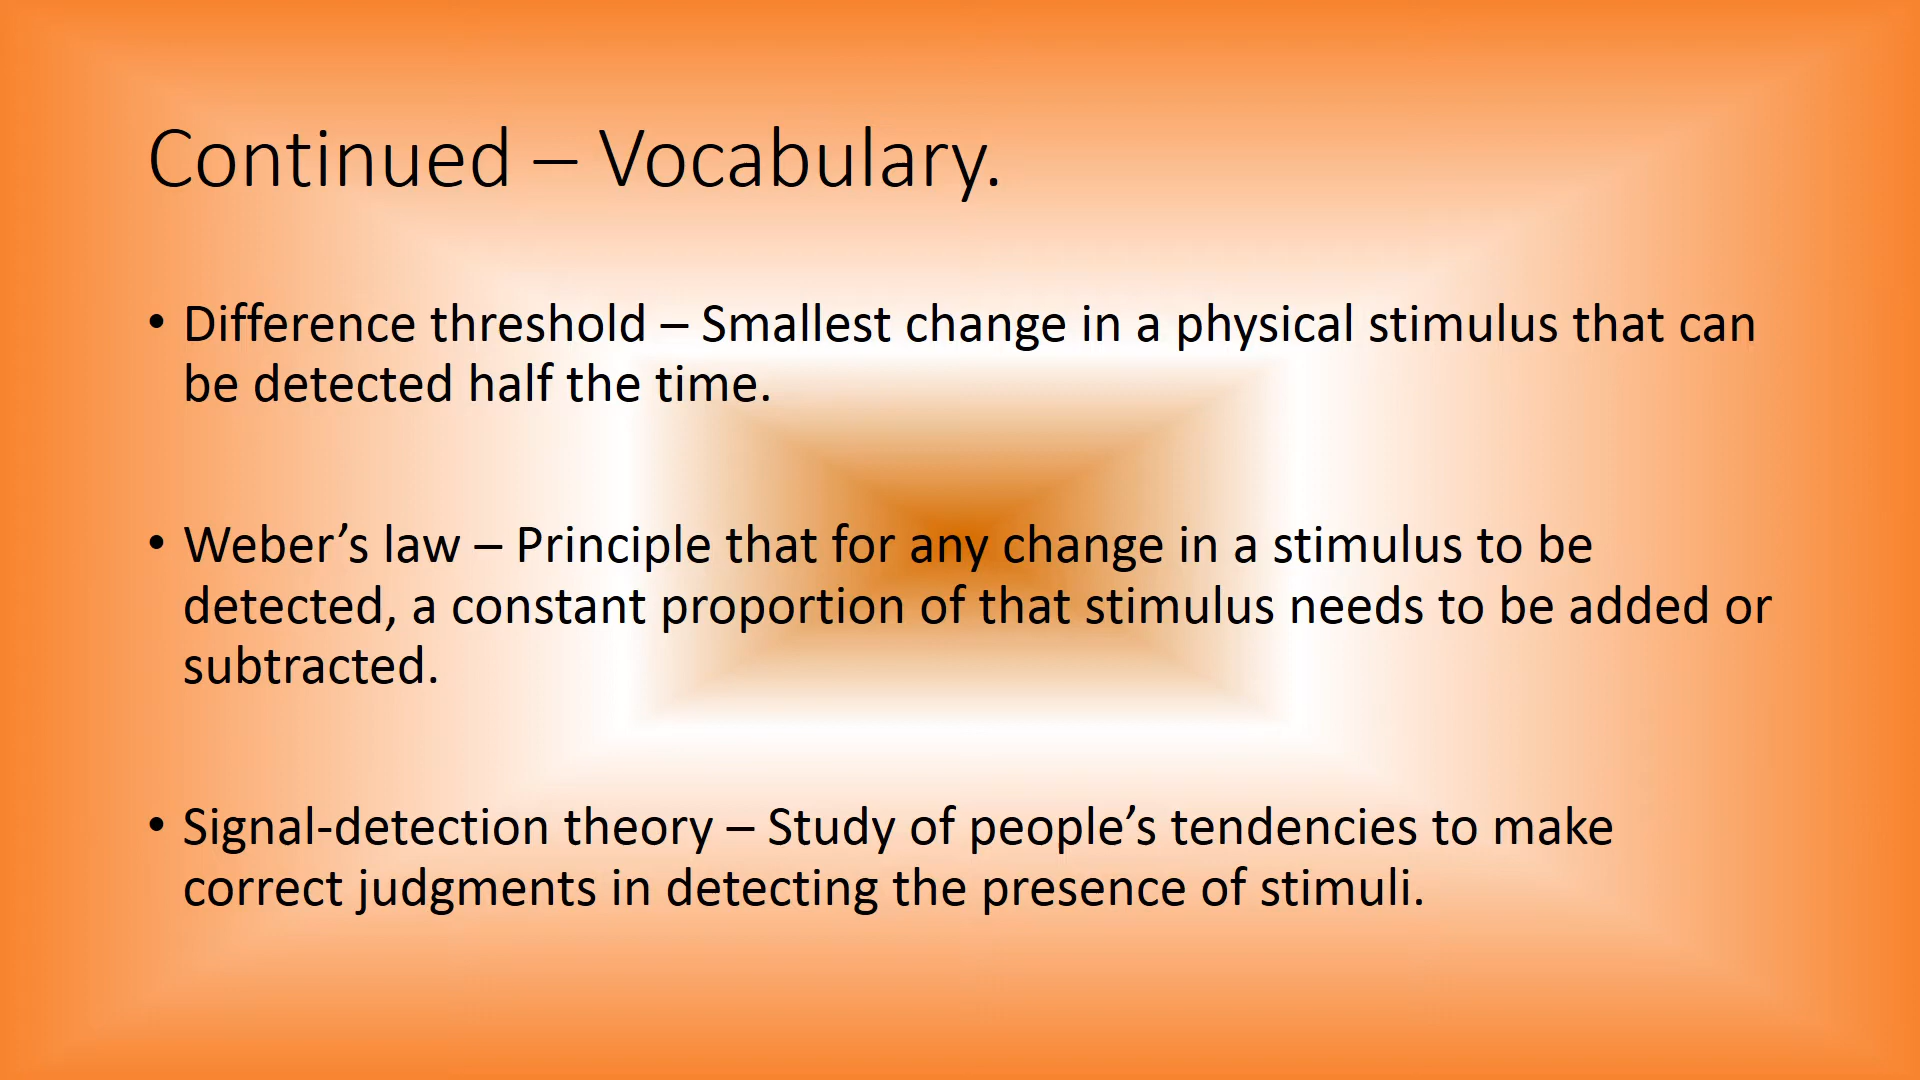 Continued – Vocabulary.
• Difference threshold – Smallest change in a physical stimulus that can
be detected half the time.
• Weber’s law – Principle that for any change in a stimulus to be
detected, a constant proportion of that stimulus needs to be added or
subtracted.
• Signal-detection theory – Study of people’s tendencies to make
correct judgments in detecting the presence of stimuli.